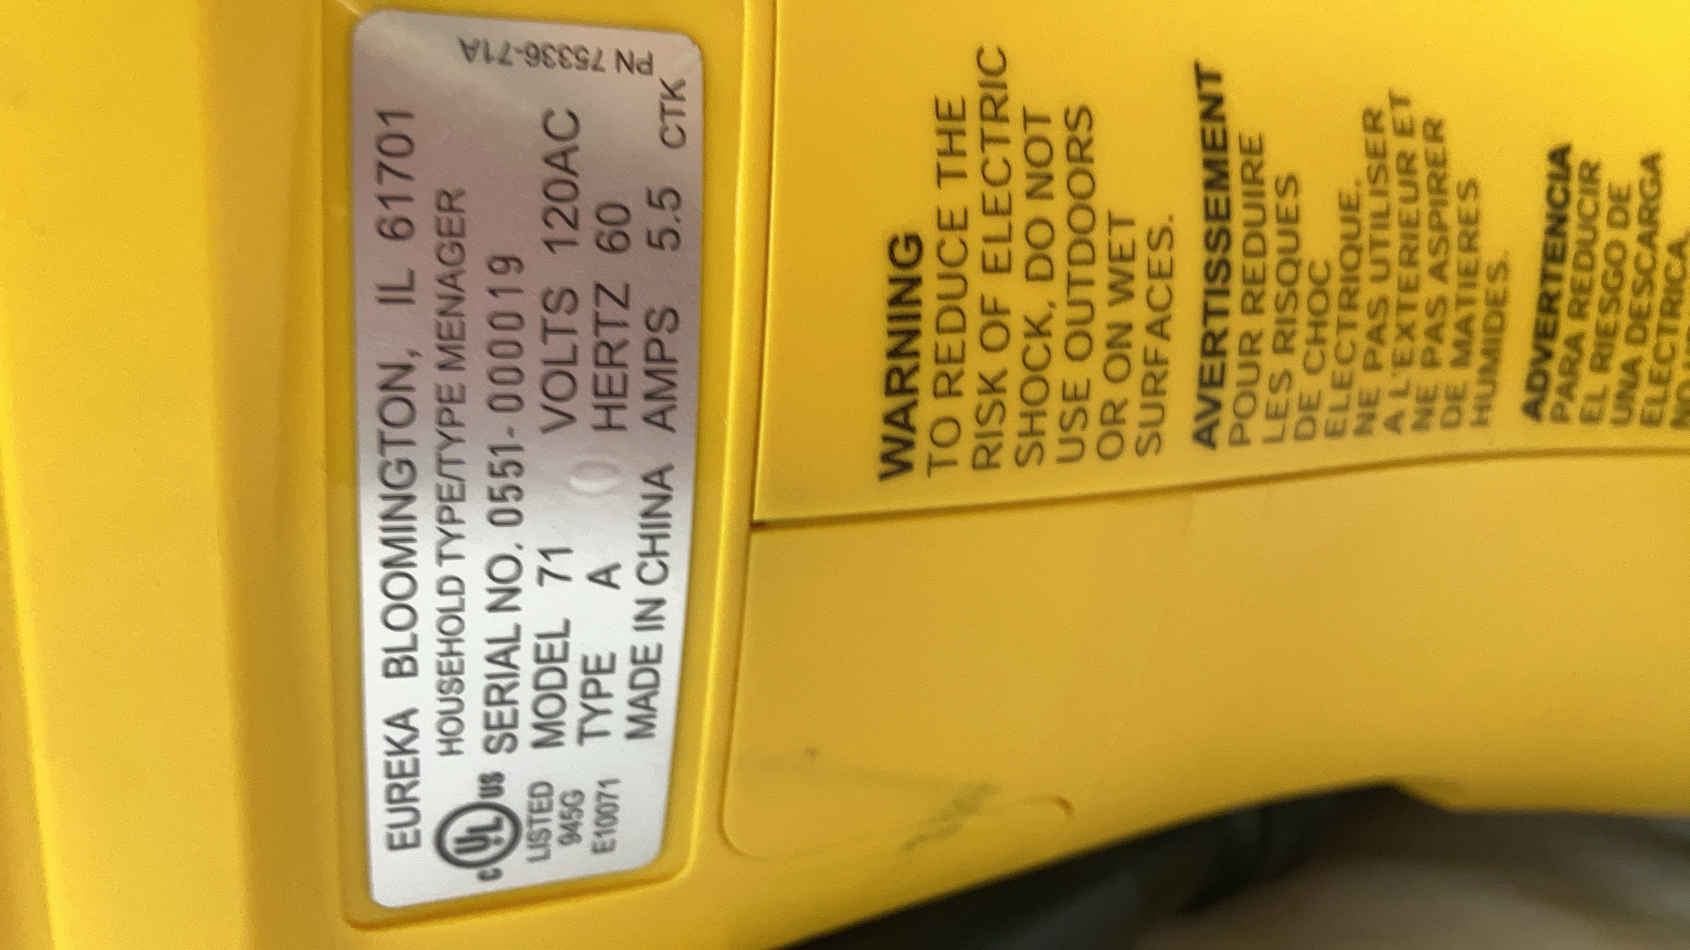 EUREKA BLOOMINGTON, IL 61701
HOUSEHOLD TYPE/TYPE MENAGER
SERIAL NO. 0551-0000019
MODEL 71 VOLTS 120AC
TYPE A HERTZ 60
MADE IN CHINA AMPS 5.5 CTK
C UL US
LISTED
945G
E10071
PN 75336-71A
WARNING
TO REDUCE THE
RISK OF ELECTRIC
SHOCK, DO NOT
USE OUTDOORS
OR ON WET
SURFACES.
AVERTISSEMENT
POUR REDUIRE
LES RISQUES
DE CHOC
ELECTRIQUE,
NE PAS UTILISER
A L'EXTERIEUR ET
NE PAS ASPIRER
DE MATIERES
HUMIDES.
ADVERTENCIA
PARA REDUCIR
EL RIESGO DE
UNA DESCARGA
ELECTRICA,